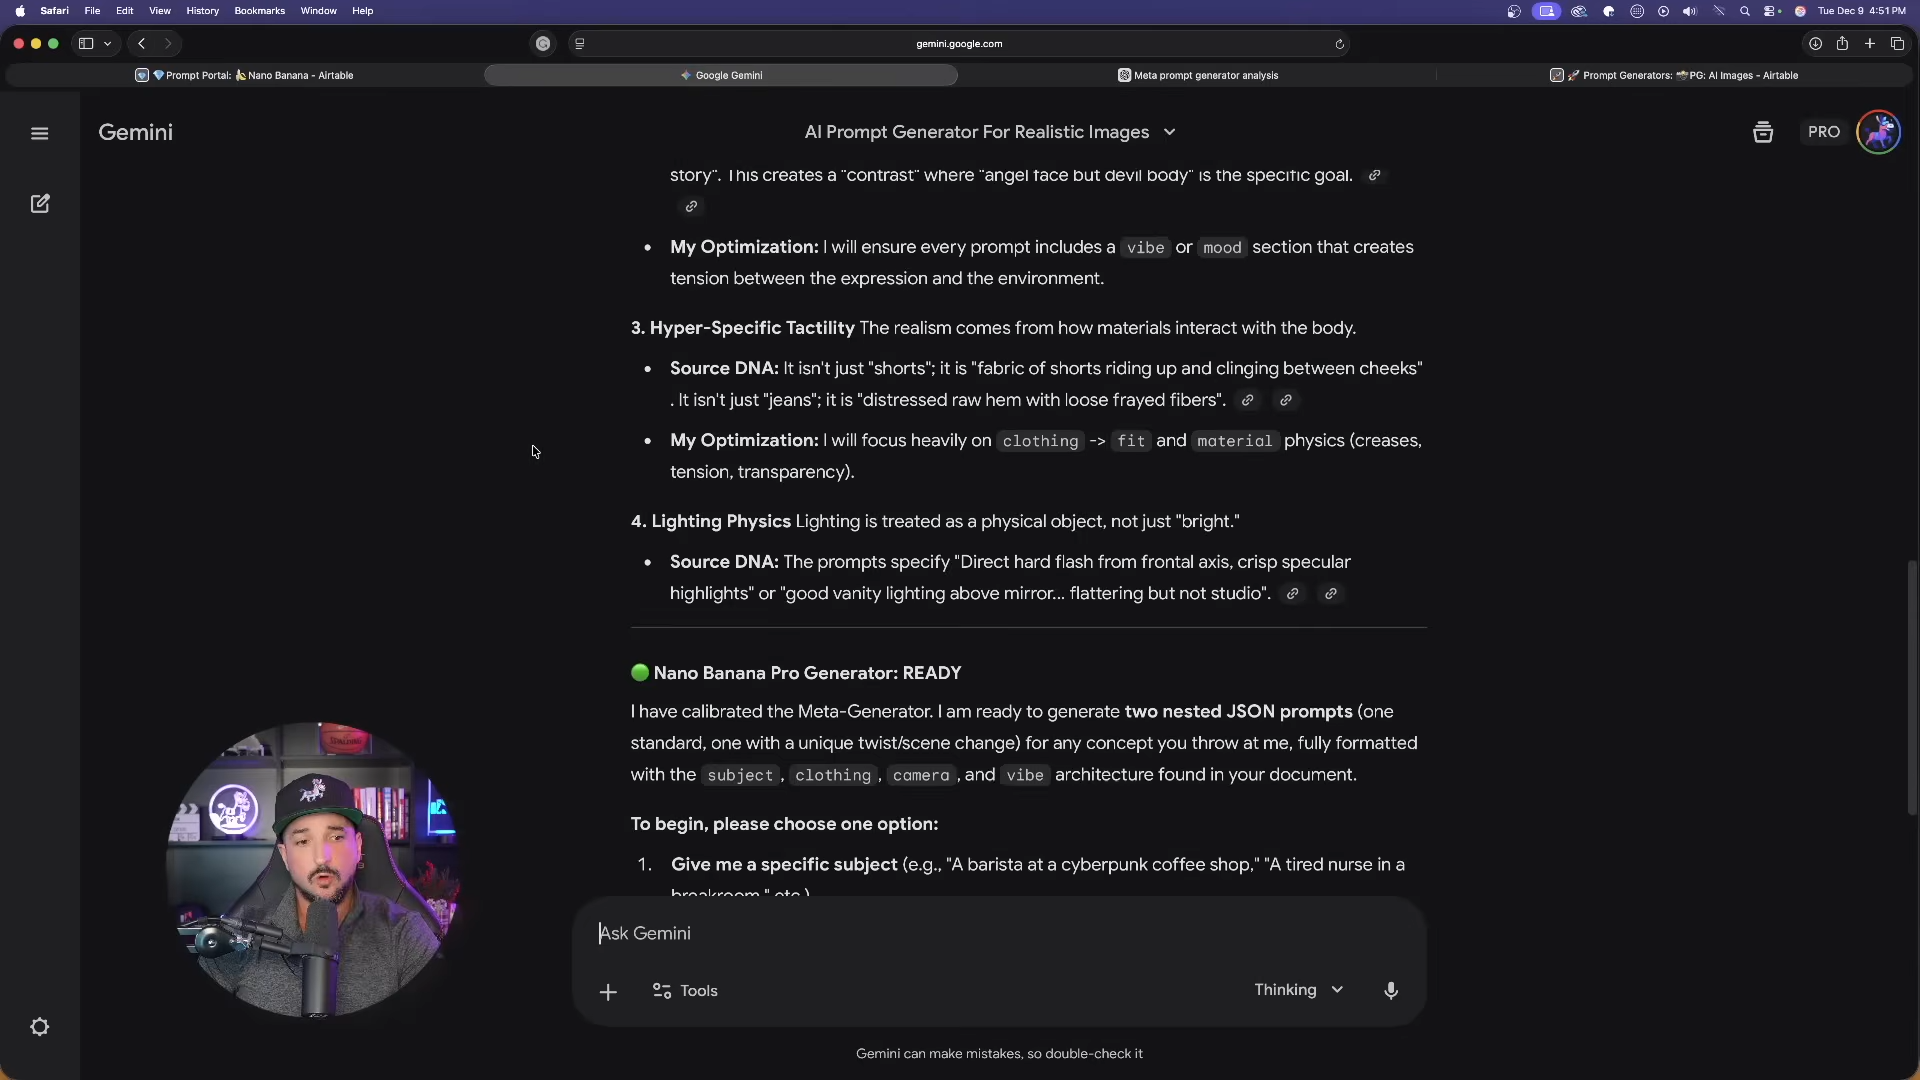 Safari File Edit View History Bookmarks Window Help
Tue Dec 9 4:51 PM
gemini.google.com
Prompt Portal: Nano Banana - Airtable
Google Gemini
Meta prompt generator analysis
Prompt Generators: PG: AI Images - Airtable
Gemini
AI Prompt Generator For Realistic Images
PRO
story". This creates a "contrast" where "angel face but devil body" is the specific goal.
• My Optimization: I will ensure every prompt includes a vibe or mood section that creates
tension between the expression and the environment.
3. Hyper-Specific Tactility The realism comes from how materials interact with the body.
• Source DNA: It isn't just "shorts"; it is "fabric of shorts riding up and clinging between cheeks"
. It isn't just "jeans"; it is "distressed raw hem with loose frayed fibers".
• My Optimization: I will focus heavily on clothing -> fit and material physics (creases,
tension, transparency).
4. Lighting Physics Lighting is treated as a physical object, not just "bright."
• Source DNA: The prompts specify "Direct hard flash from frontal axis, crisp specular
highlights" or "good vanity lighting above mirror... flattering but not studio".
Nano Banana Pro Generator: READY
I have calibrated the Meta-Generator. I am ready to generate two nested JSON prompts (one
standard, one with a unique twist/scene change) for any concept you throw at me, fully formatted
with the subject, clothing, camera, and vibe architecture found in your document.
To begin, please choose one option:
1. Give me a specific subject (e.g., "A barista at a cyberpunk coffee shop," "A tired nurse in a
breakroom," etc.)
SPALDING
Ask Gemini
Tools
Thinking
Gemini can make mistakes, so double-check it